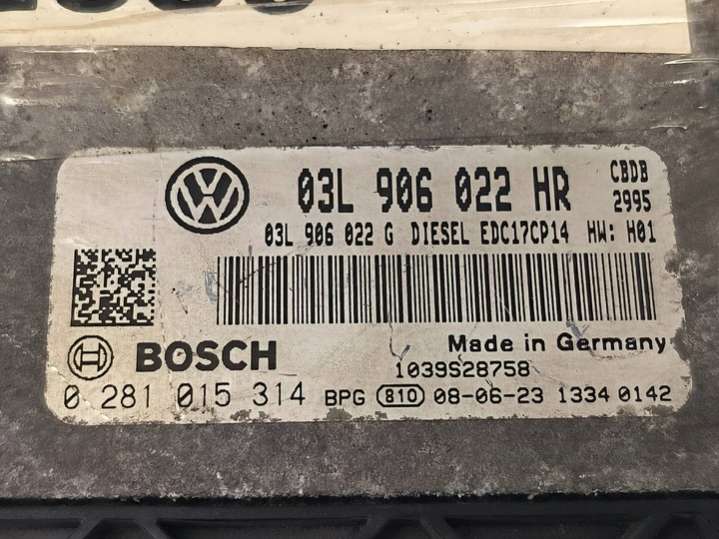 03L 906 022 HR CBDB
2995
03L 906 022 G DIESEL EDC17CP14 HW: H01
Made in Germany
BOSCH 1039S28758
0 281 015 314 BPG 810 08-06-23 1334 0142